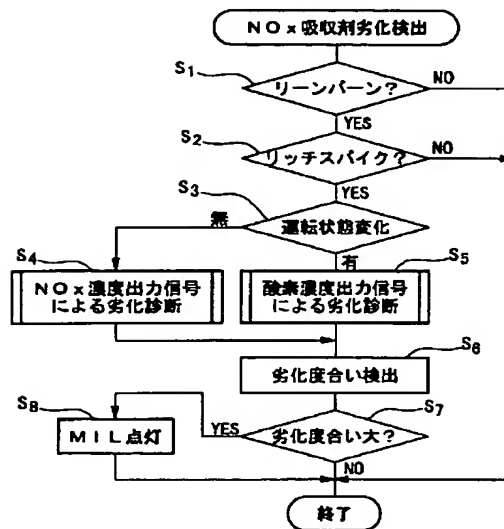 NOx吸収剤劣化検出
S1
リーンバーン?
NO
YES
S2
リッチスパイク?
NO
YES
S3
運転状態変化
無
有
S4
NOx濃度出力信号
による劣化診断
S5
酸素濃度出力信号
による劣化診断
S6
劣化度合い検出
S7
劣化度合い大?
YES
NO
S8
MIL点灯
終了